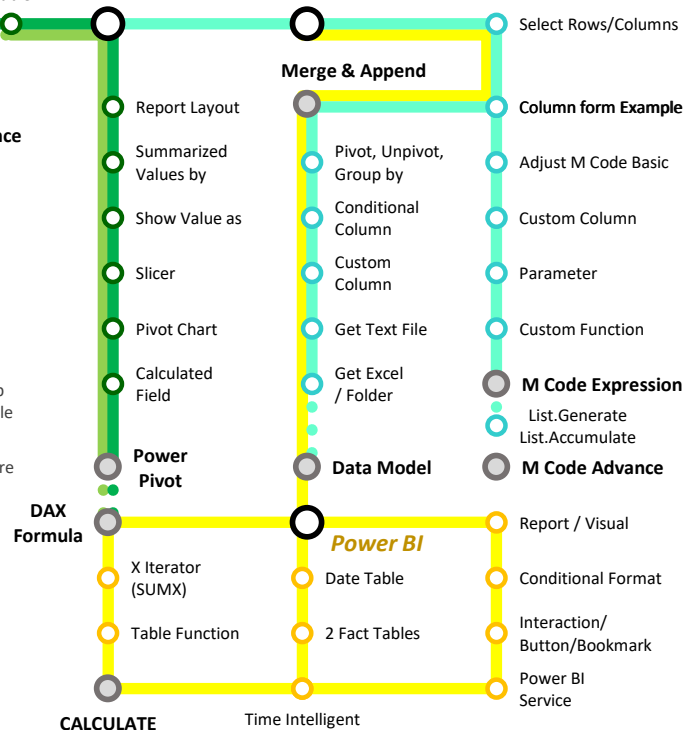 Select Rows/Columns
Merge & Append
Report Layout
Column form Example
Summarized
Values by
Pivot, Unpivot,
Group by
Adjust M Code Basic
Show Value as
Conditional
Column
Custom Column
Slicer
Custom
Column
Parameter
Pivot Chart
Get Text File
Custom Function
Calculated
Field
Get Excel
/ Folder
M Code Expression
List.Generate
List.Accumulate
Power
Pivot
Data Model
M Code Advance
DAX
Formula
Power BI
Report / Visual
X Iterator
(SUMX)
Date Table
Conditional Format
Table Function
2 Fact Tables
Interaction/
Button/Bookmark
Power BI
Service
CALCULATE
Time Intelligent